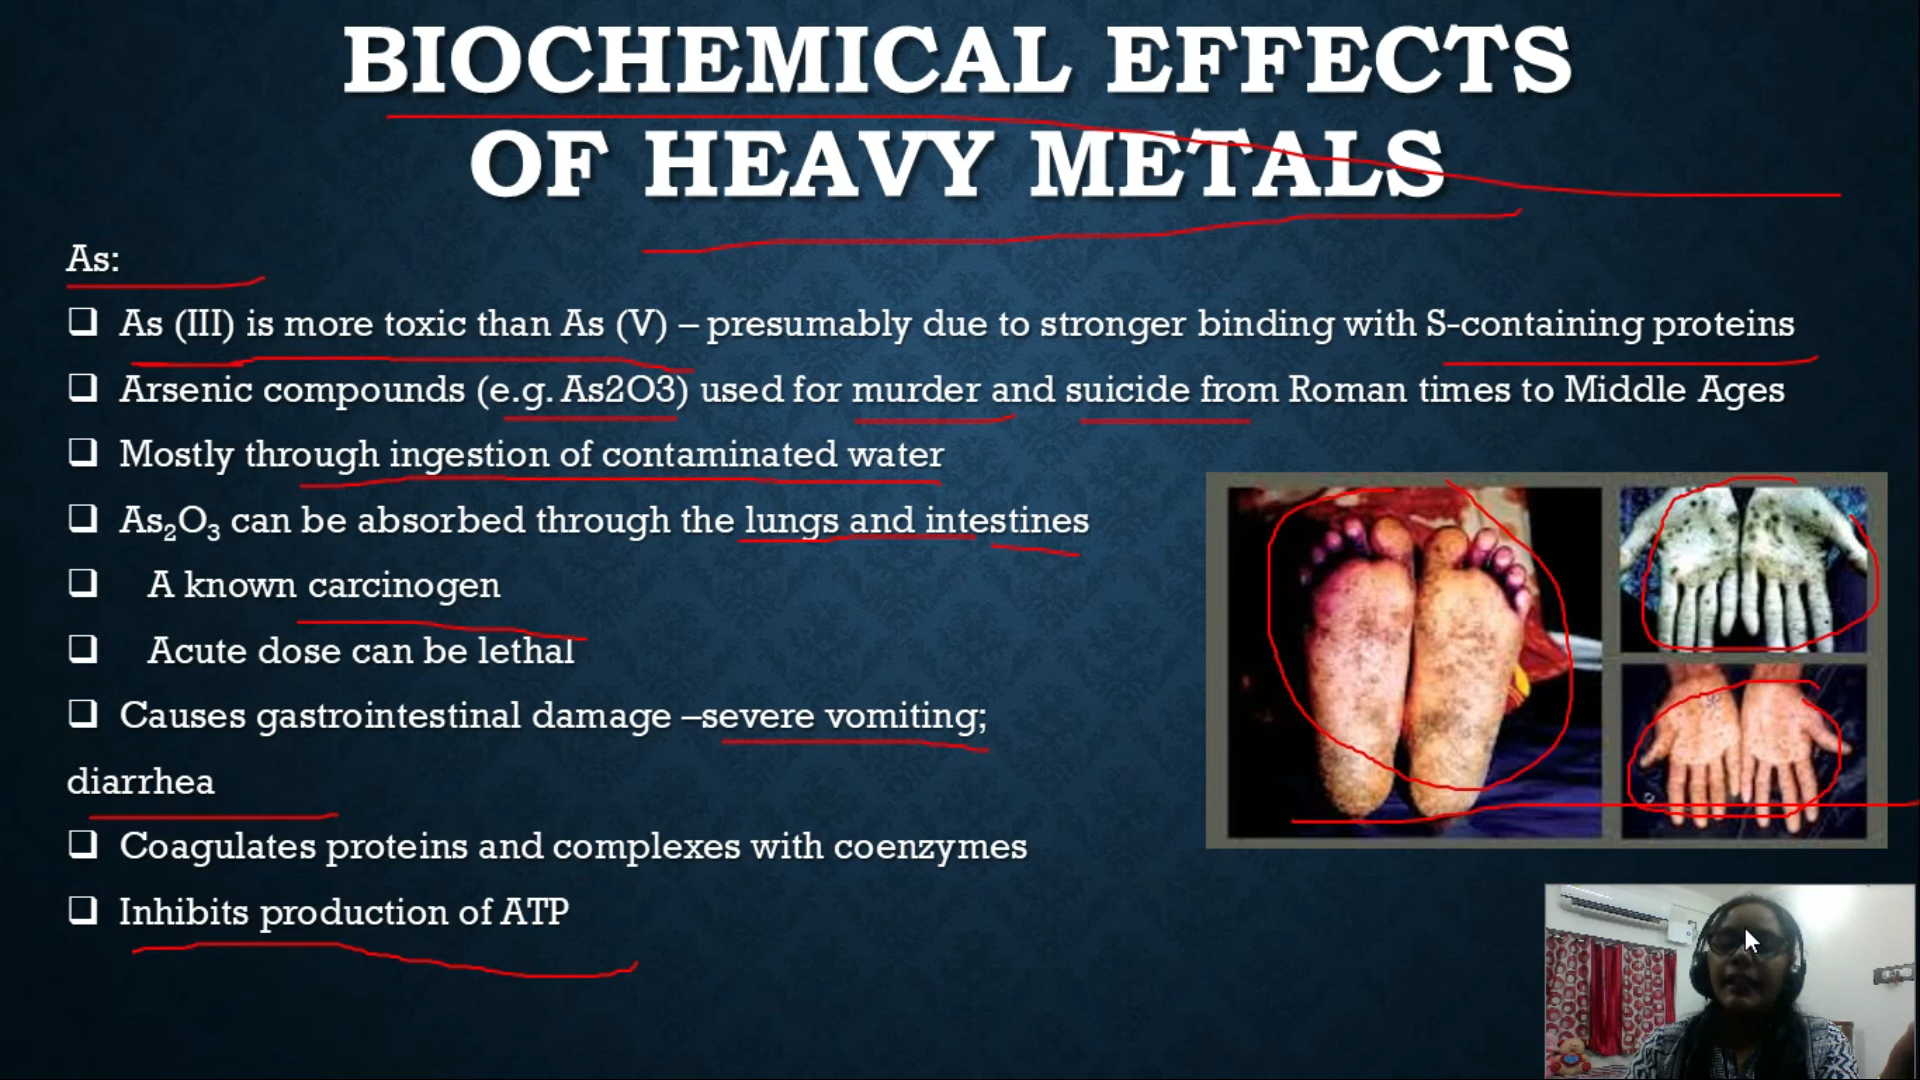 BIOCHEMICAL EFFECTS
OF HEAVY METALS
As:
❑ As (III) is more toxic than As (V) – presumably due to stronger binding with S-containing proteins
❑ Arsenic compounds (e.g. As2O3) used for murder and suicide from Roman times to Middle Ages
❑ Mostly through ingestion of contaminated water
❑ As₂O₃ can be absorbed through the lungs and intestines
❑ A known carcinogen
❑ Acute dose can be lethal
❑ Causes gastrointestinal damage –severe vomiting;
diarrhea
❑ Coagulates proteins and complexes with coenzymes
❑ Inhibits production of ATP